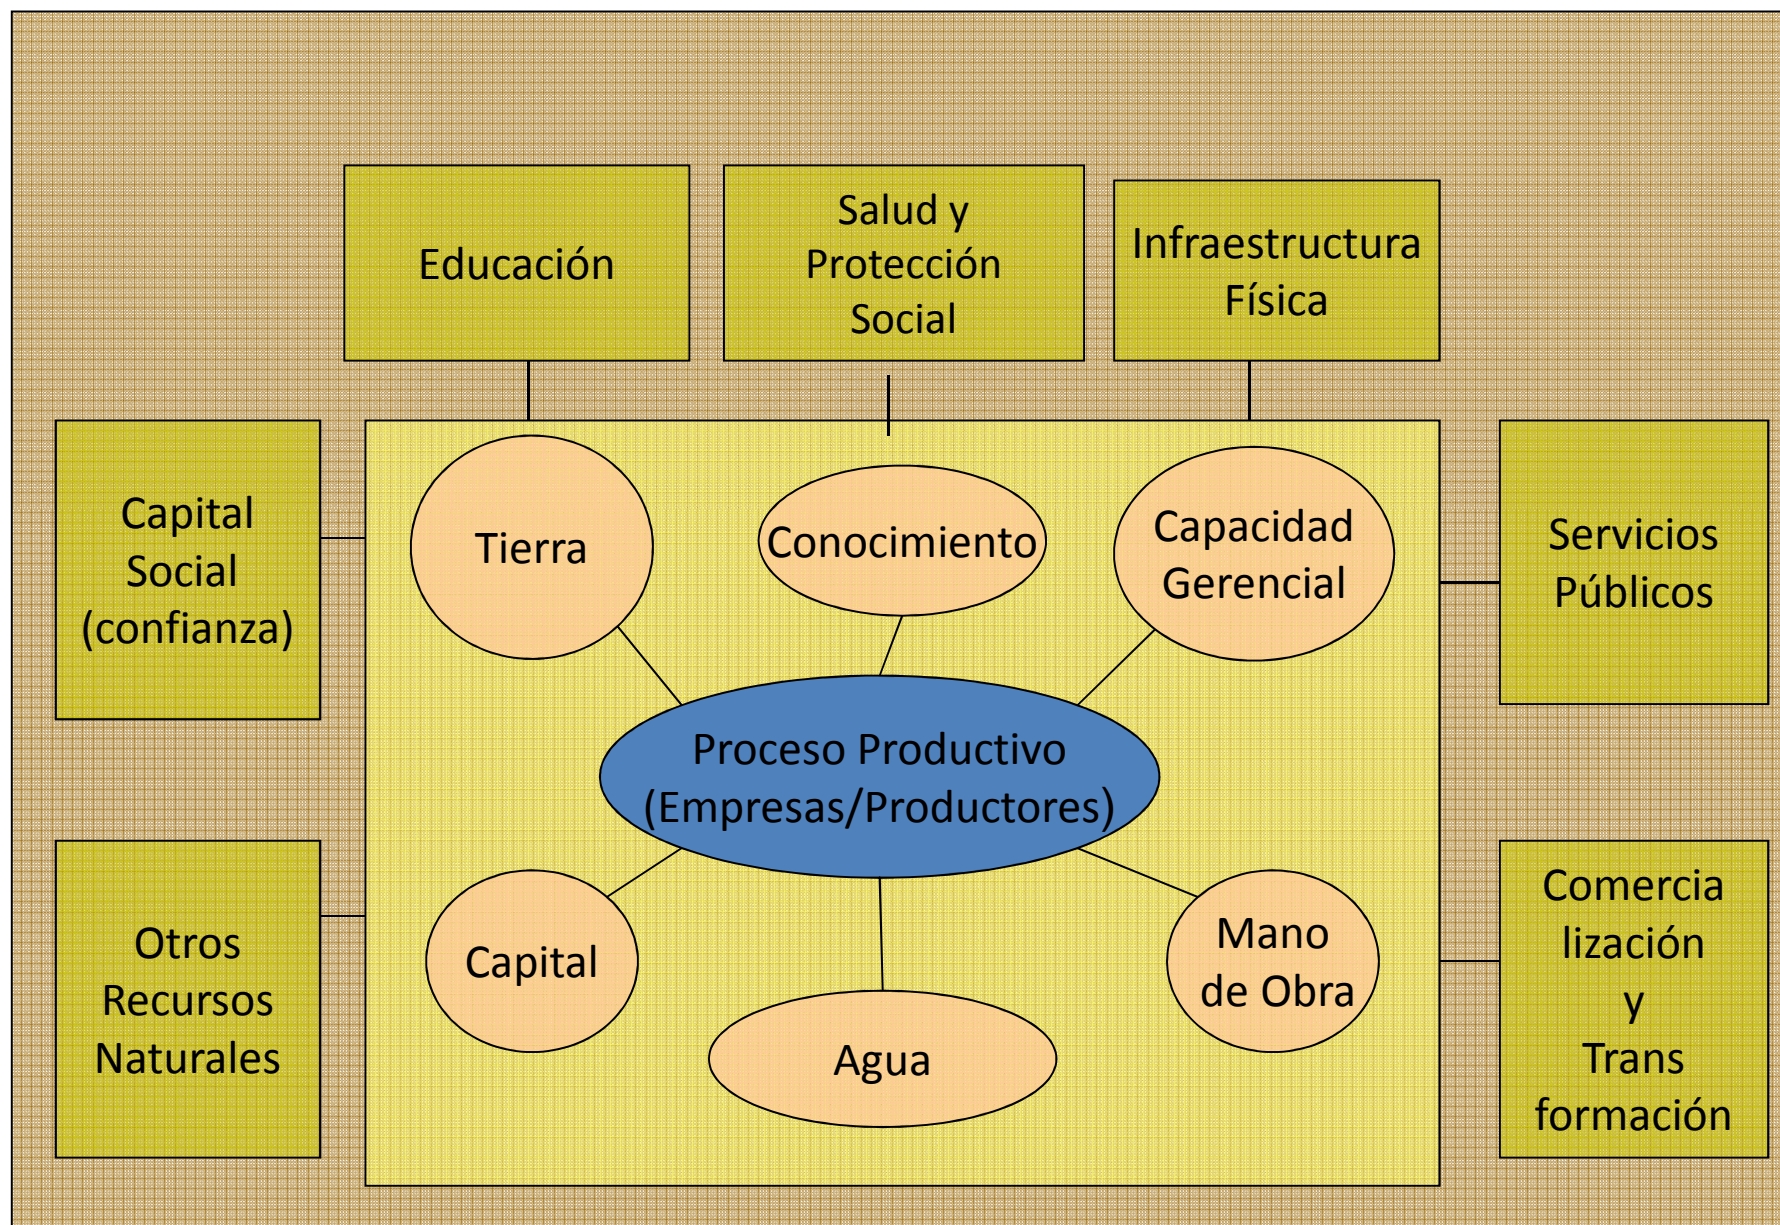 Educación
Salud y
Protección
Social
Infraestructura
Física
Capital
Social
(confianza)
Tierra
Conocimiento
Capacidad
Gerencial
Servicios
Públicos
Proceso Productivo
(Empresas/Productores)
Otros
Recursos
Naturales
Capital
Agua
Mano
de Obra
Comercia
lización
y
Trans
formación